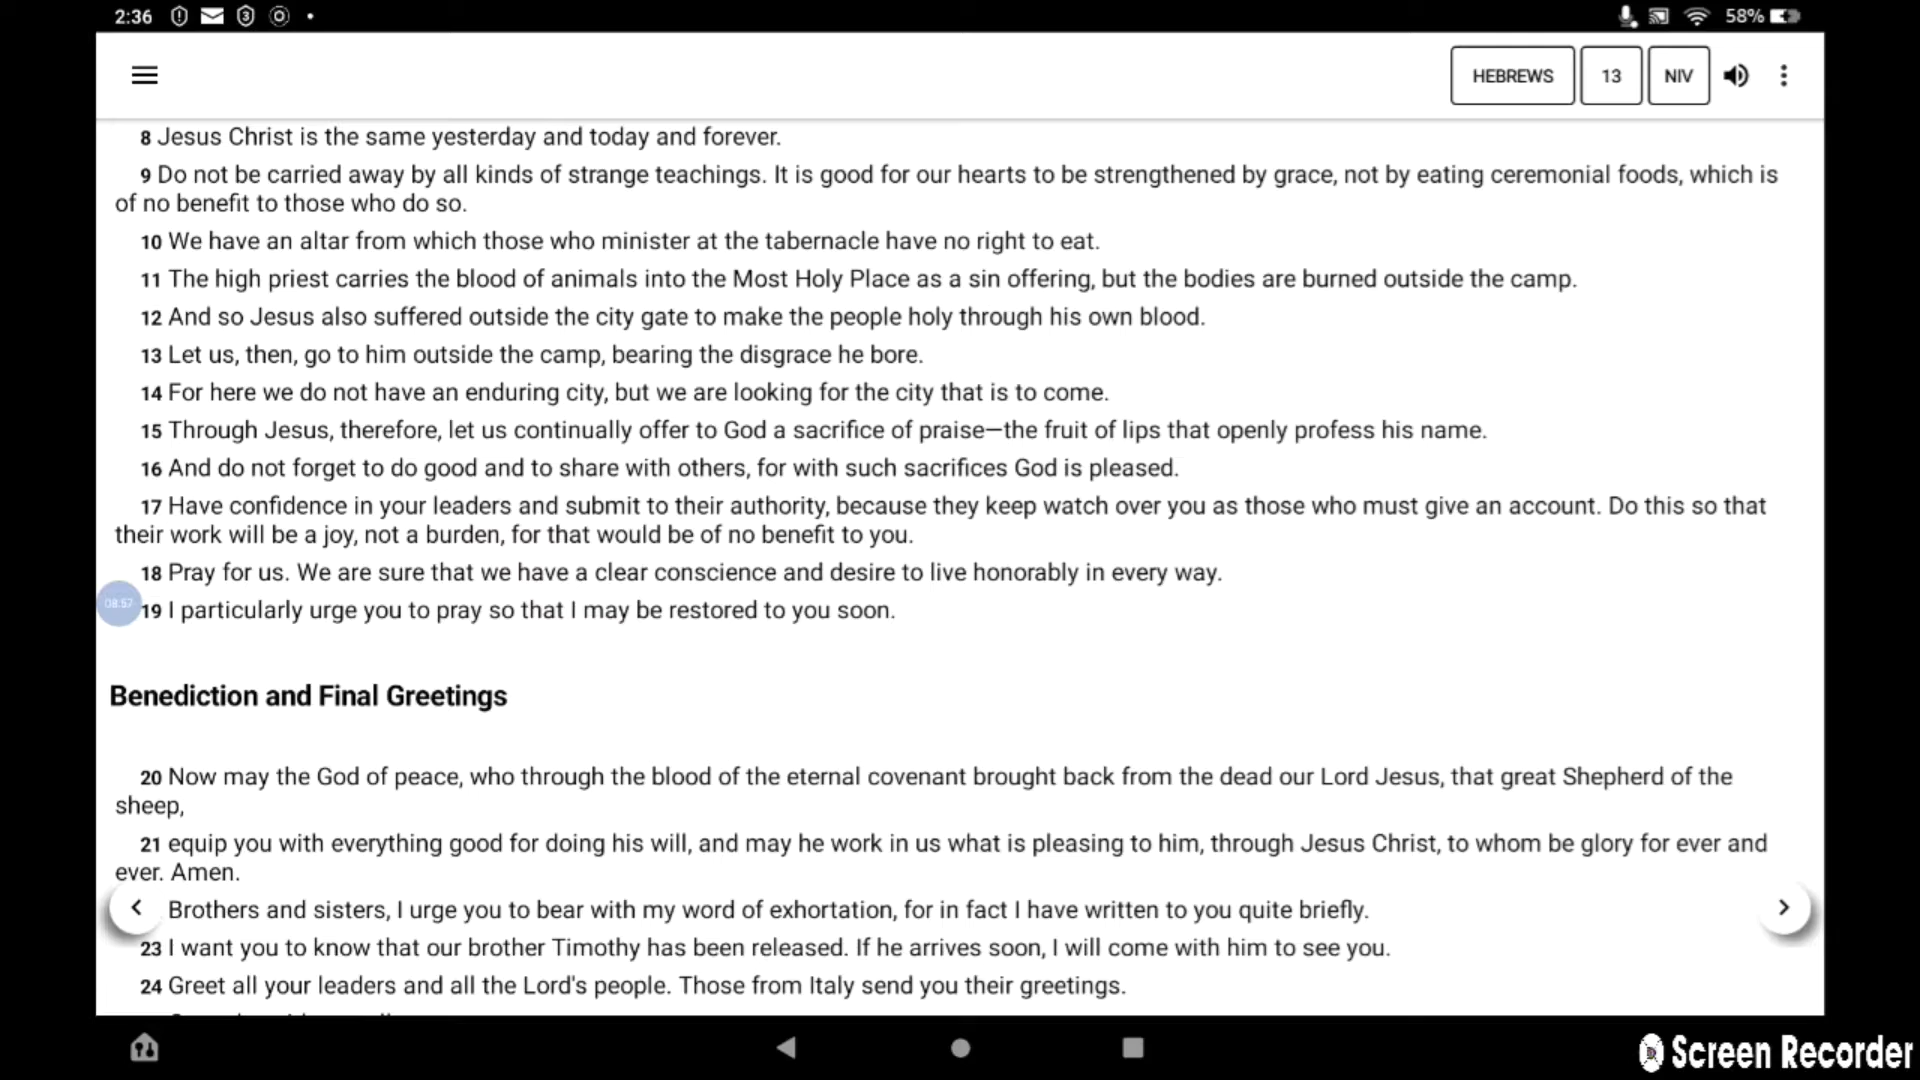 2:36
58%
HEBREWS 13 NIV
8 Jesus Christ is the same yesterday and today and forever.
9 Do not be carried away by all kinds of strange teachings. It is good for our hearts to be strengthened by grace, not by eating ceremonial foods, which is
of no benefit to those who do so.
10 We have an altar from which those who minister at the tabernacle have no right to eat.
11 The high priest carries the blood of animals into the Most Holy Place as a sin offering, but the bodies are burned outside the camp.
12 And so Jesus also suffered outside the city gate to make the people holy through his own blood.
13 Let us, then, go to him outside the camp, bearing the disgrace he bore.
14 For here we do not have an enduring city, but we are looking for the city that is to come.
15 Through Jesus, therefore, let us continually offer to God a sacrifice of praise—the fruit of lips that openly profess his name.
16 And do not forget to do good and to share with others, for with such sacrifices God is pleased.
17 Have confidence in your leaders and submit to their authority, because they keep watch over you as those who must give an account. Do this so that
their work will be a joy, not a burden, for that would be of no benefit to you.
18 Pray for us. We are sure that we have a clear conscience and desire to live honorably in every way.
08:57
19 I particularly urge you to pray so that I may be restored to you soon.
Benediction and Final Greetings
20 Now may the God of peace, who through the blood of the eternal covenant brought back from the dead our Lord Jesus, that great Shepherd of the
sheep,
21 equip you with everything good for doing his will, and may he work in us what is pleasing to him, through Jesus Christ, to whom be glory for ever and
ever. Amen.
Brothers and sisters, I urge you to bear with my word of exhortation, for in fact I have written to you quite briefly.
23 I want you to know that our brother Timothy has been released. If he arrives soon, I will come with him to see you.
24 Greet all your leaders and all the Lord's people. Those from Italy send you their greetings.
Screen Recorder